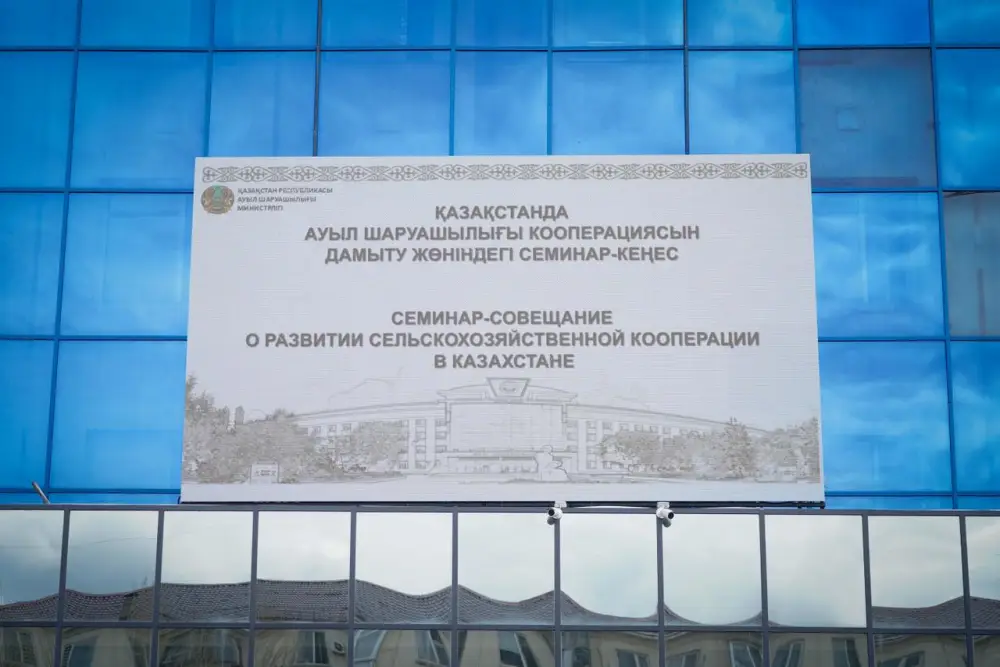 ҚАЗАҚСТАН РЕСПУБЛИКАСЫ
АУЫЛ ШАРУАШЫЛЫҒЫ
МИНИСТРЛІГІ
ҚАЗАҚСТАНДА
АУЫЛ ШАРУАШЫЛЫҒЫ КООПЕРАЦИЯСЫН
ДАМЫТУ ЖӨНІНДЕГІ СЕМИНАР-КЕҢЕС
СЕМИНАР-СОВЕЩАНИЕ
О РАЗВИТИИ СЕЛЬСКОХОЗЯЙСТВЕННОЙ КООПЕРАЦИИ
В КАЗАХСТАНЕ